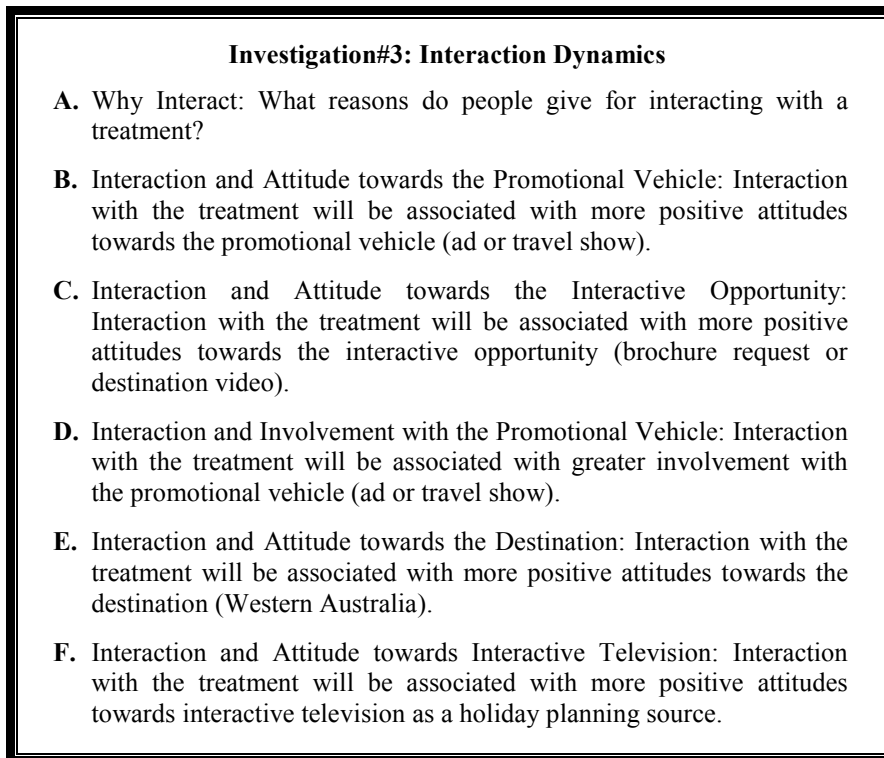 Investigation#3: Interaction Dynamics
A. Why Interact: What reasons do people give for interacting with a
treatment?
B. Interaction and Attitude towards the Promotional Vehicle: Interaction
with the treatment will be associated with more positive attitudes
towards the promotional vehicle (ad or travel show).
C. Interaction and Attitude towards the Interactive Opportunity:
Interaction with the treatment will be associated with more positive
attitudes towards the interactive opportunity (brochure request or
destination video).
D. Interaction and Involvement with the Promotional Vehicle: Interaction
with the treatment will be associated with greater involvement with
the promotional vehicle (ad or travel show).
E. Interaction and Attitude towards the Destination: Interaction with the
treatment will be associated with more positive attitudes towards the
destination (Western Australia).
F. Interaction and Attitude towards Interactive Television: Interaction
with the treatment will be associated with more positive attitudes
towards interactive television as a holiday planning source.